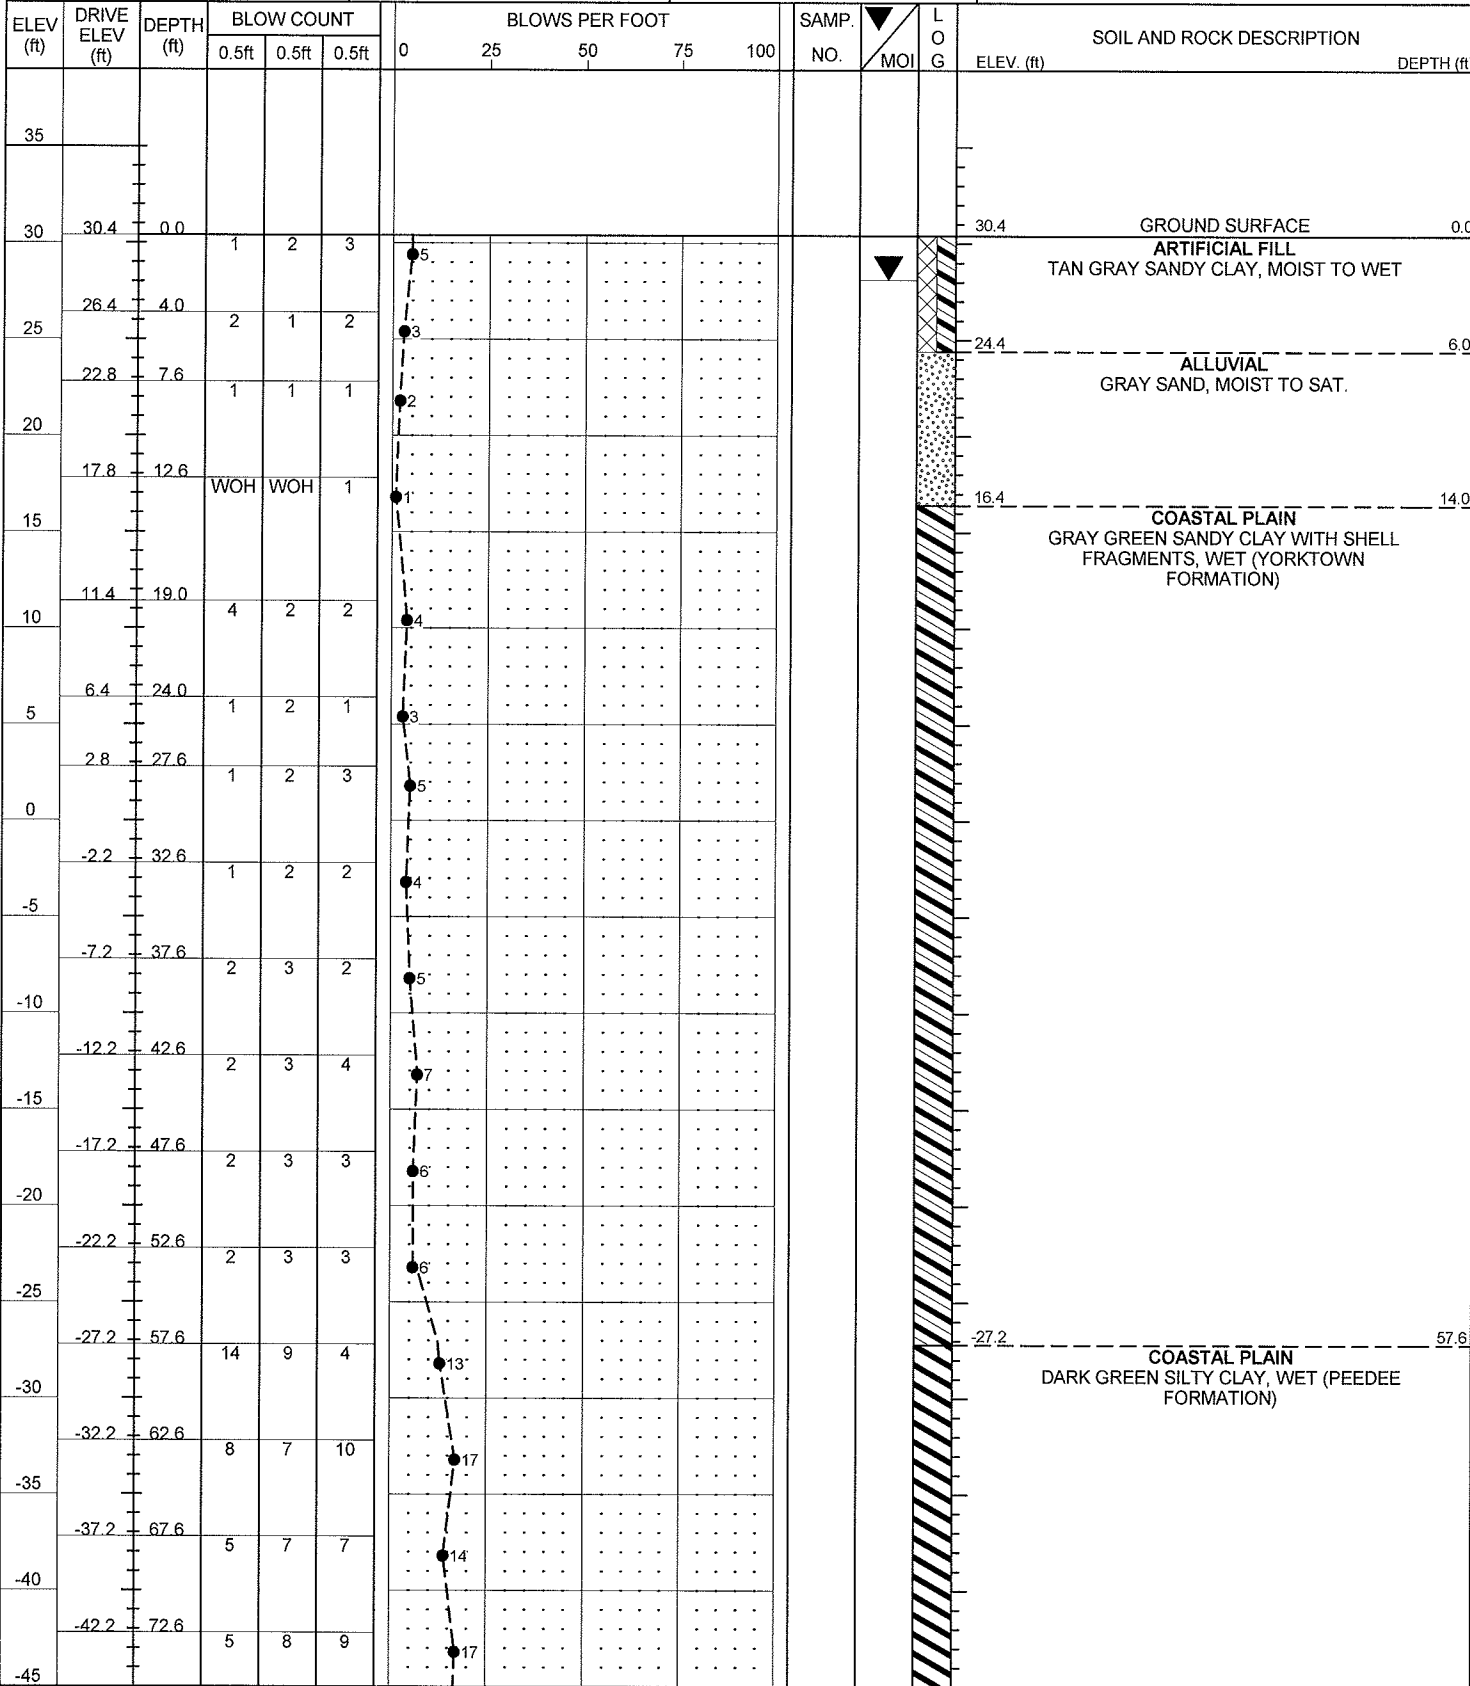 ELEV (ft) DRIVE ELEV (ft) DEPTH (ft) BLOW COUNT BLOWS PER FOOT SAMP. NO. MOI L O G SOIL AND ROCK DESCRIPTION
0.5ft 0.5ft 0.5ft 0 25 50 75 100 ELEV. (ft) DEPTH (ft
35
30 30.4 0.0 1 2 3 5 30.4 GROUND SURFACE 0.0
ARTIFICIAL FILL
TAN GRAY SANDY CLAY, MOIST TO WET
25 26.4 4.0 2 1 2 3
24.4 6.0
ALLUVIAL
GRAY SAND, MOIST TO SAT.
22.8 7.6 1 1 1 2
20
17.8 12.6 WOH WOH 1 1
16.4 14.0
COASTAL PLAIN
15 GRAY GREEN SANDY CLAY WITH SHELL
FRAGMENTS, WET (YORKTOWN
FORMATION)
11.4 19.0 4 2 2 4
10
6.4 24.0 1 2 1 3
5
2.8 27.6 1 2 3 5
0
-2.2 32.6 1 2 2 4
-5
-7.2 37.6 2 3 2 5
-10
-12.2 42.6 2 3 4 7
-15
-17.2 47.6 2 3 3 6
-20
-22.2 52.6 2 3 3 6
-25
-27.2 57.6 14 9 4 13 -27.2 57.6
COASTAL PLAIN
-30 DARK GREEN SILTY CLAY, WET (PEEDEE
FORMATION)
-32.2 62.6 8 7 10 17
-35
-37.2 67.6 5 7 7 14
-40
-42.2 72.6 5 8 9 17
-45